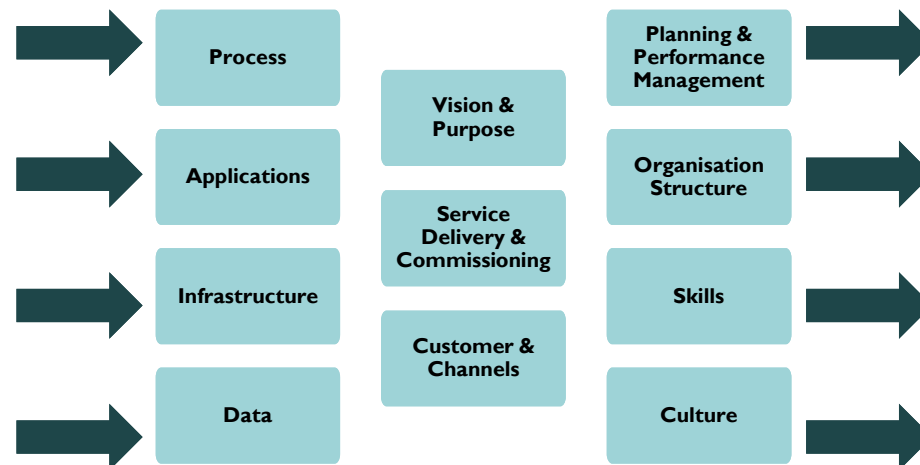 Process
Applications
Infrastructure
Data
Vision &
Purpose
Service
Delivery &
Commissioning
Customer &
Channels
Planning &
Performance
Management
Organisation
Structure
Skills
Culture